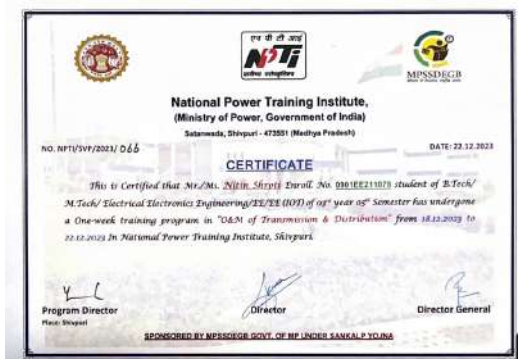 एन पी टी आई
NPTi
MPSSDEGB
National Power Training Institute,
(Ministry of Power, Government of India)
Satanwada, Shivpuri - 473551 (Madhya Pradesh)
NO. NPTI/SVP/2023/ 066
DATE: 22.12.2023
CERTIFICATE
This is Certified that Mr./Ms. Nitin Shroti Enroll. No. 0901EE211075 student of B.Tech/
M.Tech/ Electrical Electronics Engineering/EE/EE (IOT) of 03rd year 05th Semester has undergone
a One-week training program in "O&M of Transmission & Distribution" from 18.12.2023 to
22.12.2023 In National Power Training Institute, Shivpuri.
Program Director
Place: Shivpuri
Director
Director General
SPONSORED BY MPSSDEGB GOVT. OF MP UNDER SANKALP YOJNA